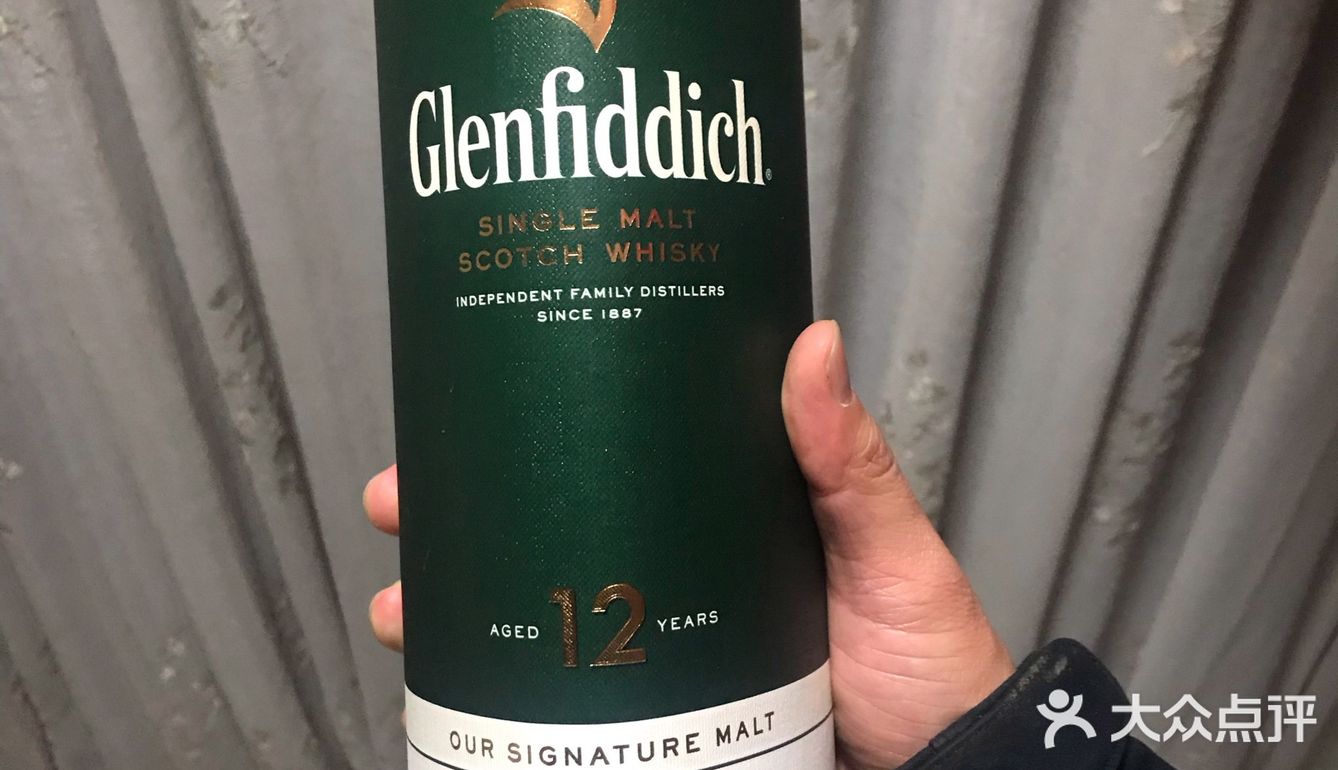 Glenfiddich®
SINGLE MALT
SCOTCH WHISKY
INDEPENDENT FAMILY DISTILLERS
SINCE 1887
AGED 12 YEARS
OUR SIGNATURE MALT
大众点评